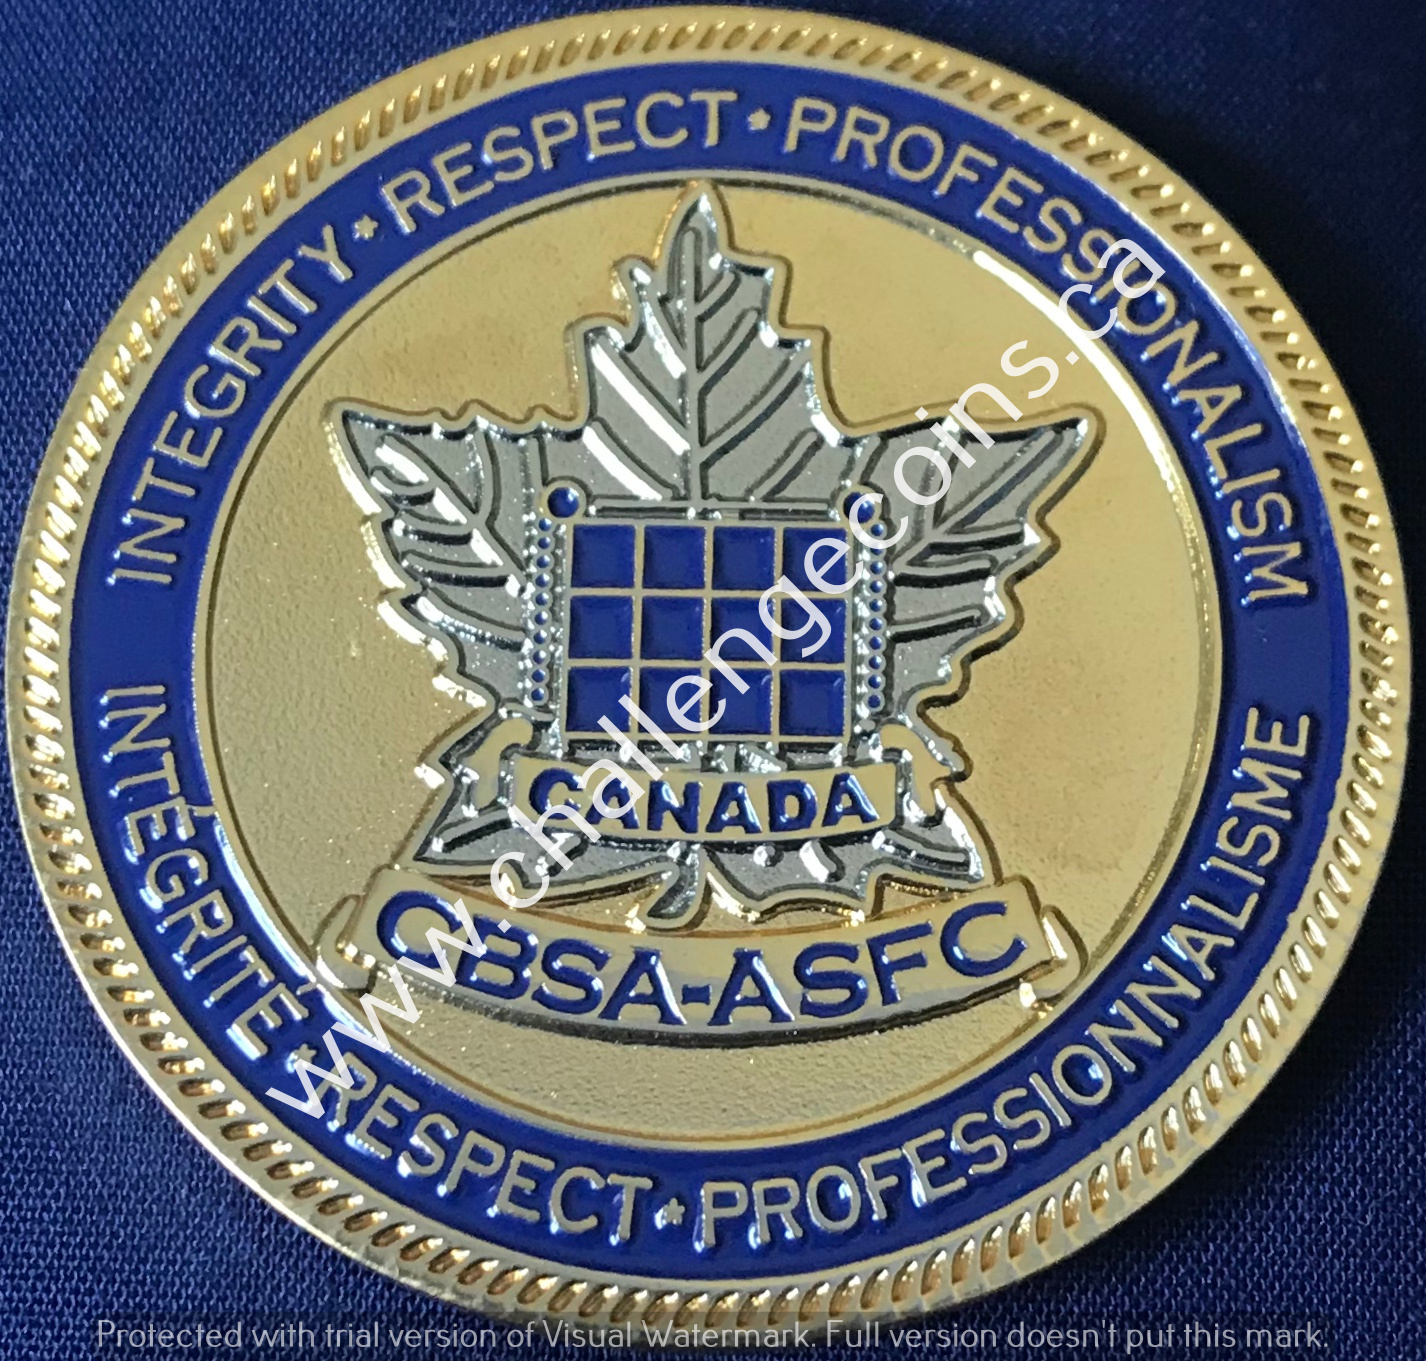 INTEGRITY • RESPECT • PROFESSIONALISM
CANADA
CBSA-ASFC
INTÉGRITÉ • RESPECT • PROFESSIONNALISME
www.challengecoins.ca
Protected with trial version of Visual Watermark. Full version doesn't put this mark.